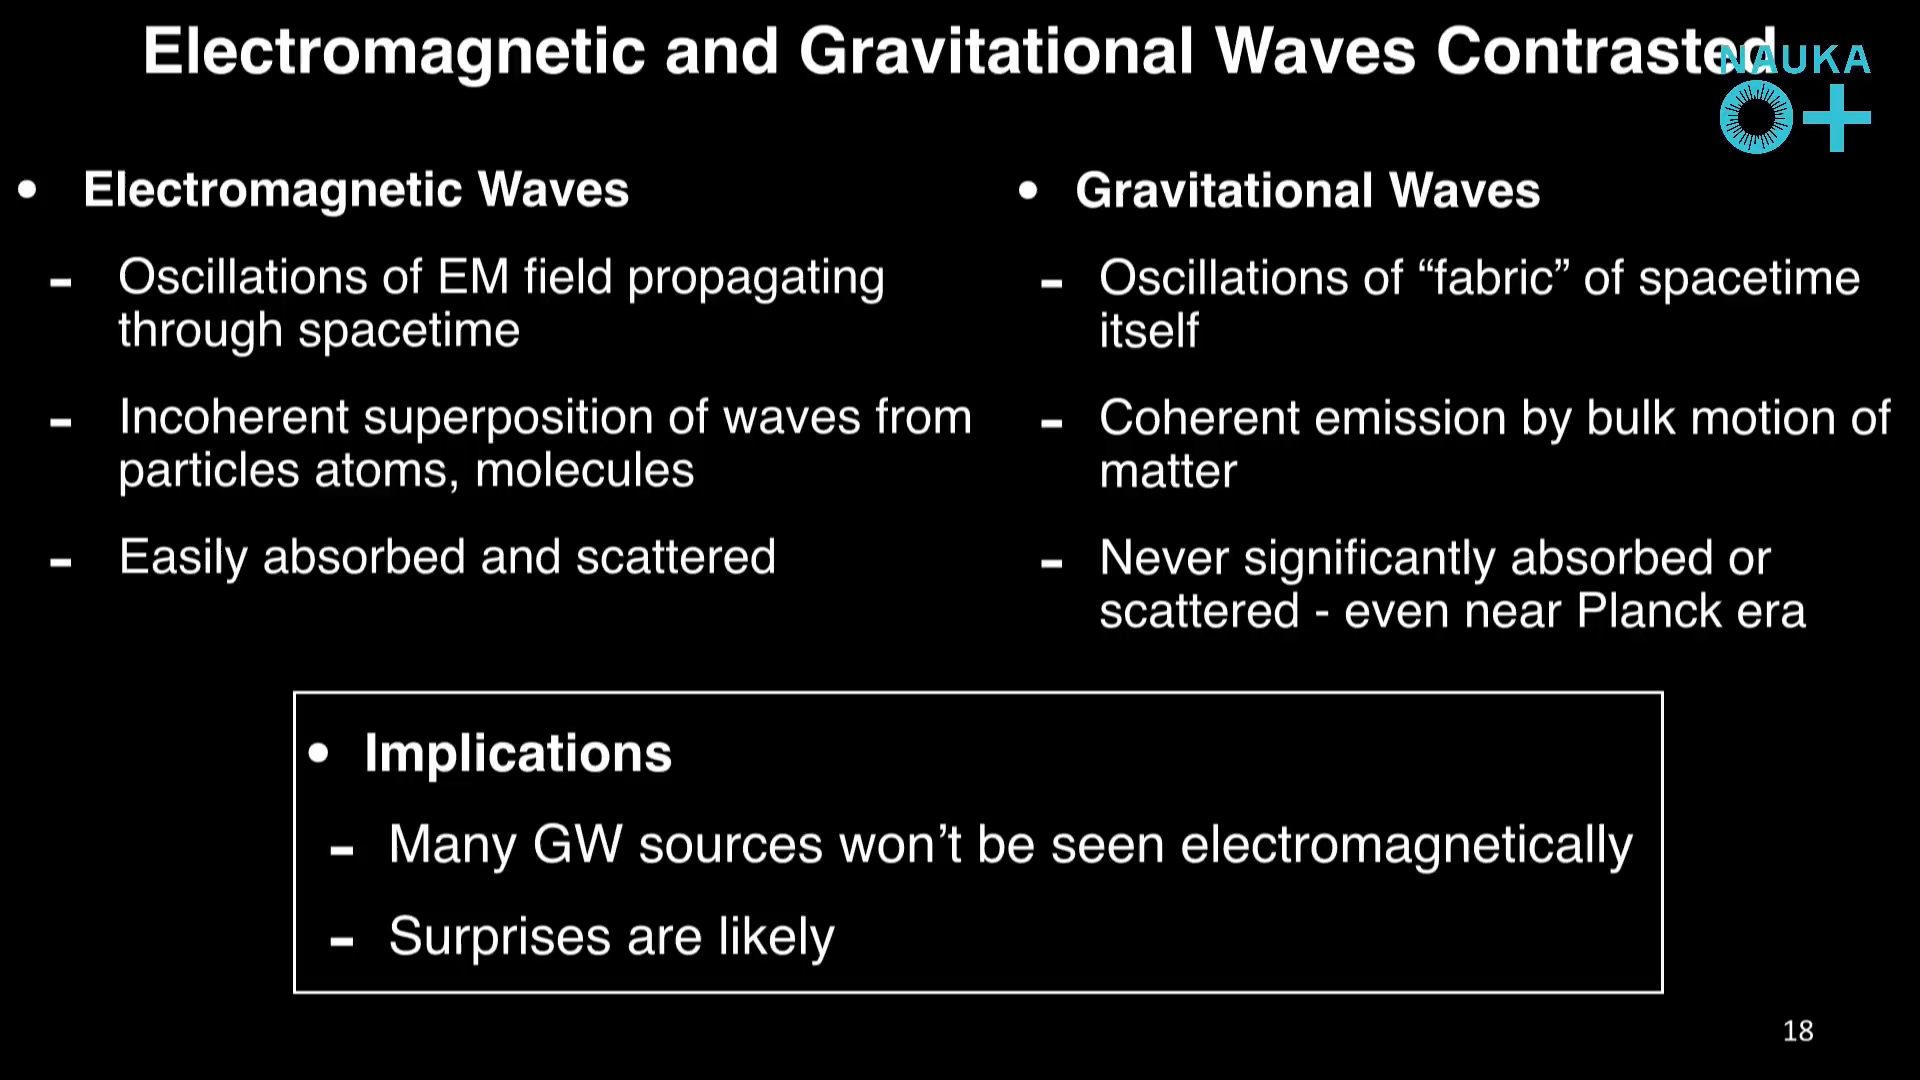 Electromagnetic and Gravitational Waves Contrasted
NAUKA
O+
• Electromagnetic Waves
- Oscillations of EM field propagating
through spacetime
- Incoherent superposition of waves from
particles atoms, molecules
- Easily absorbed and scattered
• Gravitational Waves
- Oscillations of “fabric” of spacetime
itself
- Coherent emission by bulk motion of
matter
- Never significantly absorbed or
scattered - even near Planck era
• Implications
- Many GW sources won’t be seen electromagnetically
- Surprises are likely
18